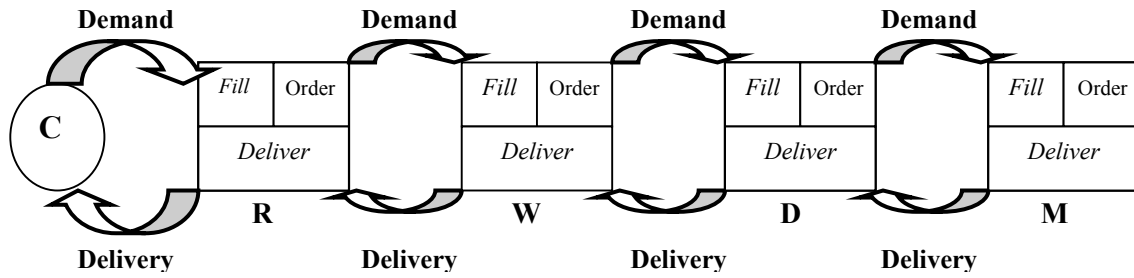 Demand Demand Demand Demand
C Fill Order Fill Order Fill Order Fill Order
Deliver Deliver Deliver Deliver
R W D M
Delivery Delivery Delivery Delivery